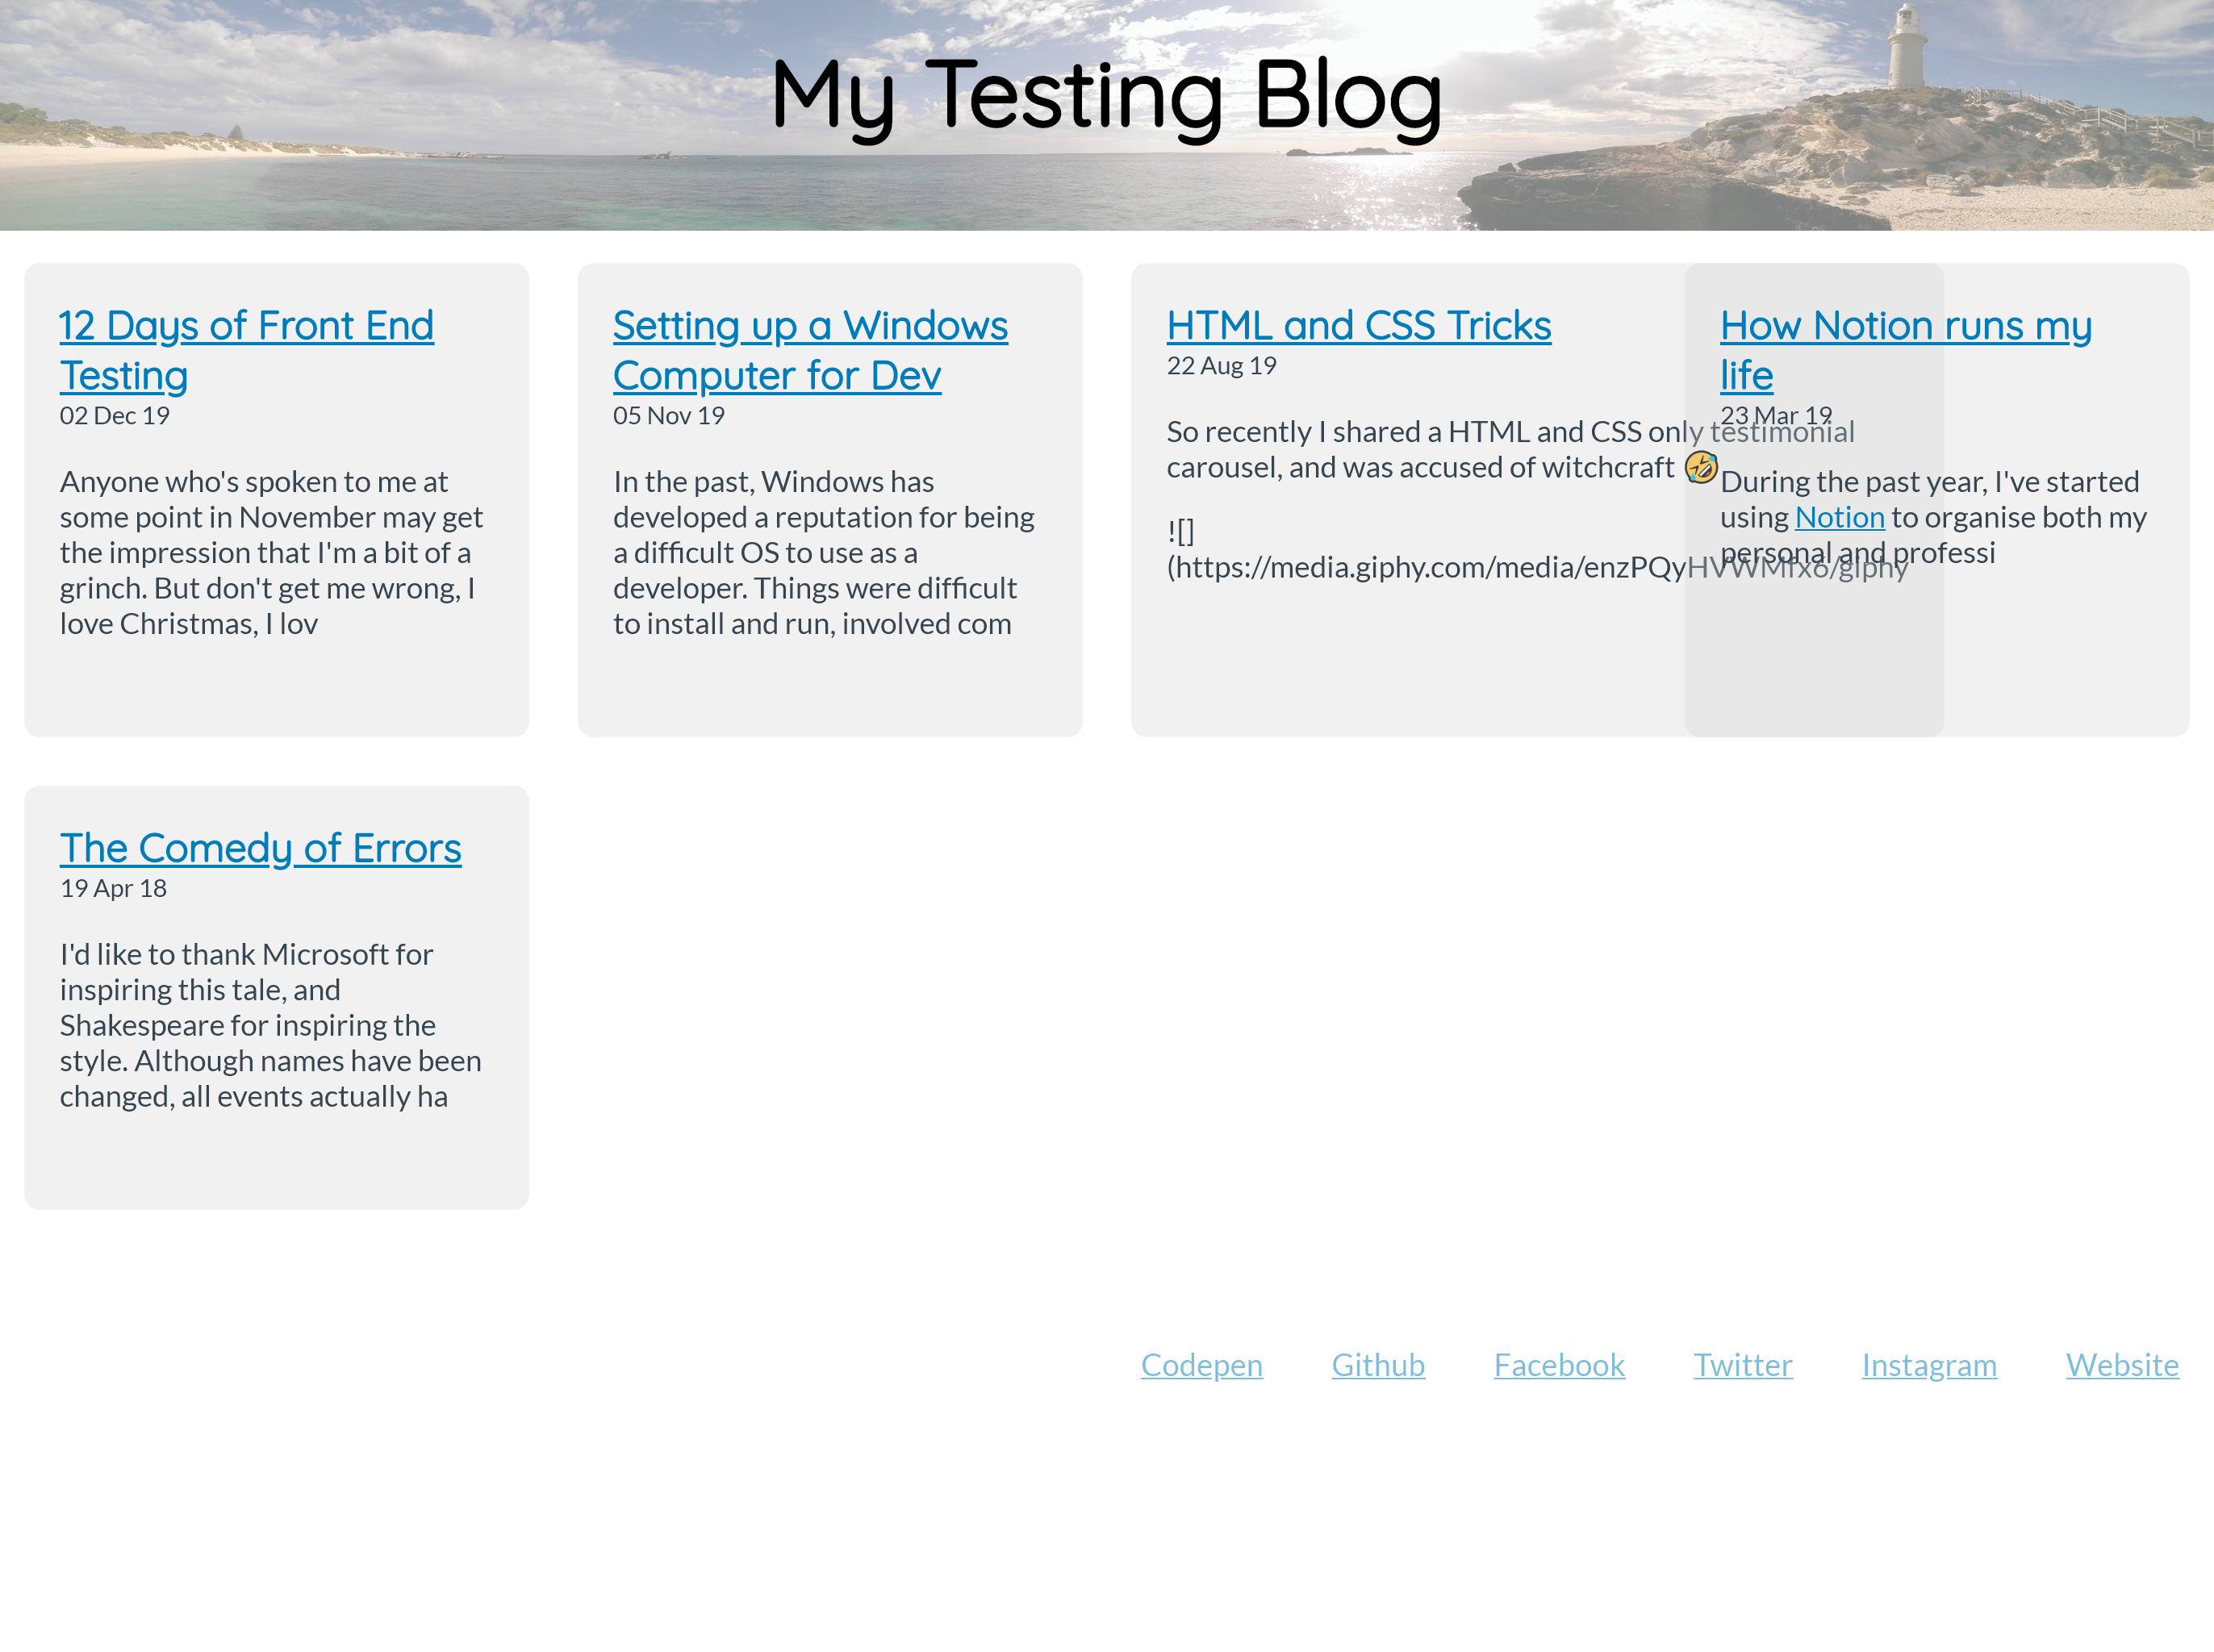 My Testing Blog
12 Days of Front End
Testing
02 Dec 19
Anyone who's spoken to me at
some point in November may get
the impression that I'm a bit of a
grinch. But don't get me wrong, I
love Christmas, I lov
Setting up a Windows
Computer for Dev
05 Nov 19
In the past, Windows has
developed a reputation for being
a difficult OS to use as a
developer. Things were difficult
to install and run, involved com
HTML and CSS Tricks
22 Aug 19
So recently I shared a HTML and CSS only testimonial
carousel, and was accused of witchcraft 🤣
![]
(https://media.giphy.com/media/enzPQyHVWMfx6/giphy
How Notion runs my
life
23 Mar 19
During the past year, I've started
using Notion to organise both my
personal and professi
The Comedy of Errors
19 Apr 18
I'd like to thank Microsoft for
inspiring this tale, and
Shakespeare for inspiring the
style. Although names have been
changed, all events actually ha
Codepen Github Facebook Twitter Instagram Website